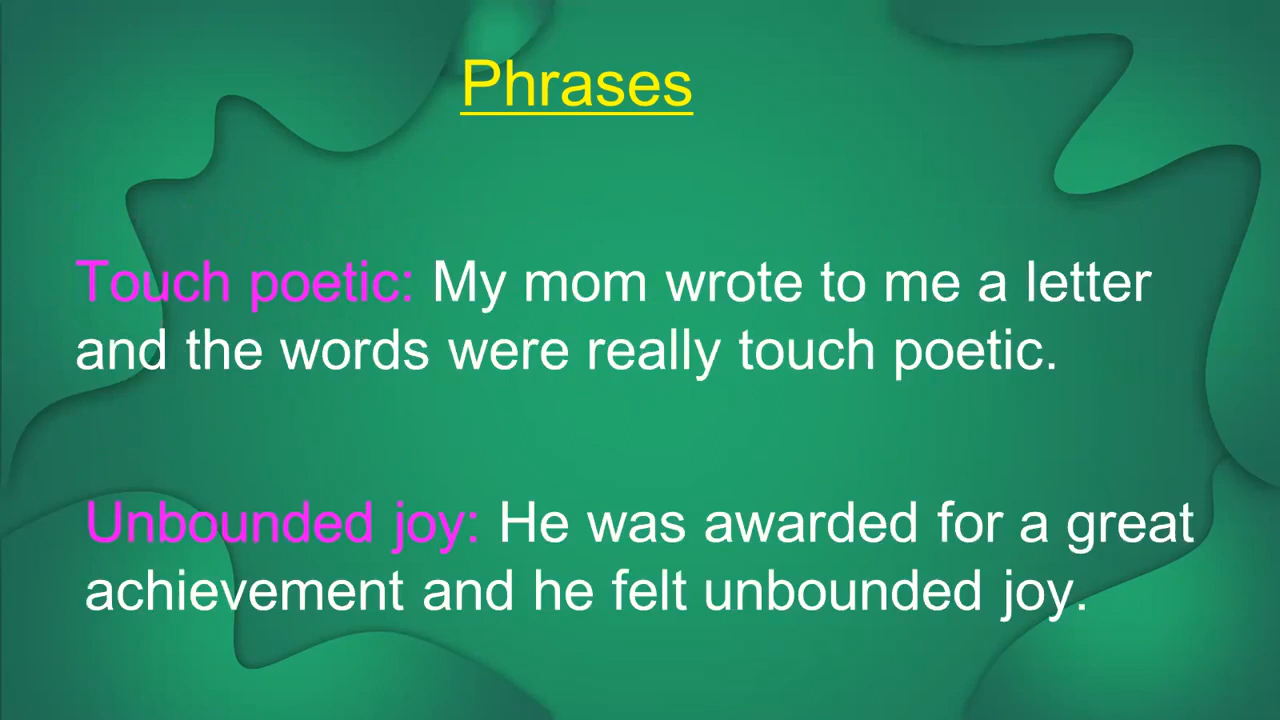 Phrases
Touch poetic: My mom wrote to me a letter
and the words were really touch poetic.
Unbounded joy: He was awarded for a great
achievement and he felt unbounded joy.